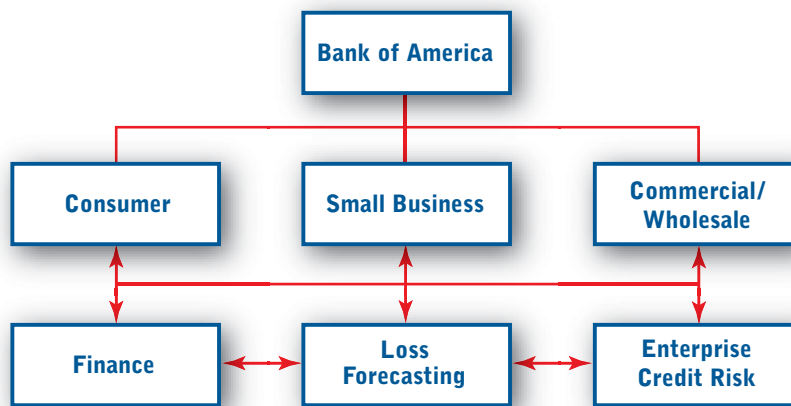 Bank of America
Consumer
Small Business
Commercial/
Wholesale
Finance
Loss
Forecasting
Enterprise
Credit Risk